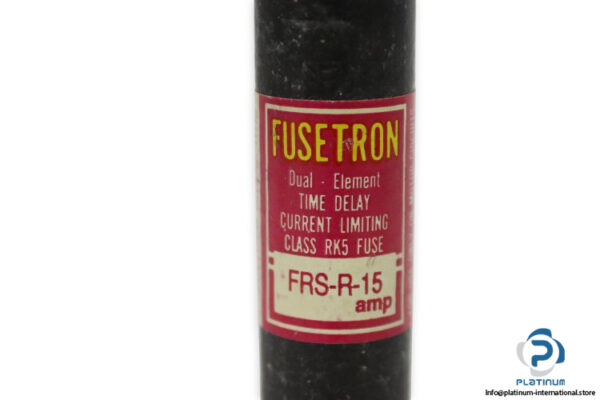 FUSETRON
Dual - Element
TIME DELAY
CURRENT LIMITING
CLASS RK5 FUSE
FRS-R-15
amp
PLATINUM
Info@platinum-international.store